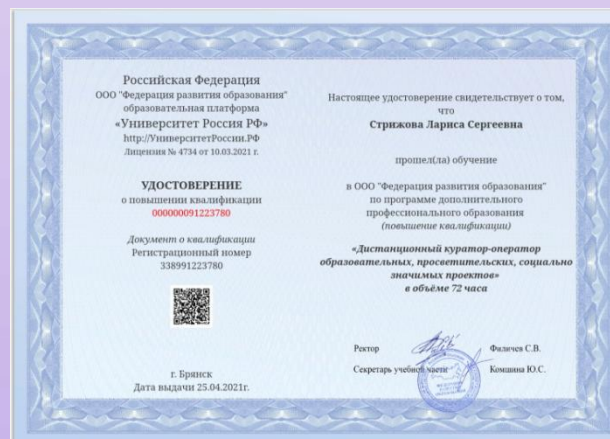 Российская Федерация
ООО "Федерация развития образования"
образовательная платформа
«Университет Россия РФ»
http://УниверситетРоссии.РФ
Лицензия № 4734 от 10.03.2021 г.
УДОСТОВЕРЕНИЕ
о повышении квалификации
000000091223780
Документ о квалификации
Регистрационный номер
338991223780
г. Брянск
Дата выдачи 25.04.2021г.
Настоящее удостоверение свидетельствует о том,
что
Стрижова Лариса Сергеевна
прошел(ла) обучение
в ООО "Федерация развития образования"
по программе дополнительного
профессионального образования
(повышение квалификации)
«Дистанционный куратор-оператор
образовательных, просветительских, социально
значимых проектов»
в объёме 72 часа
Ректор Филичев С.В.
Секретарь учебной части Комшина Ю.С.